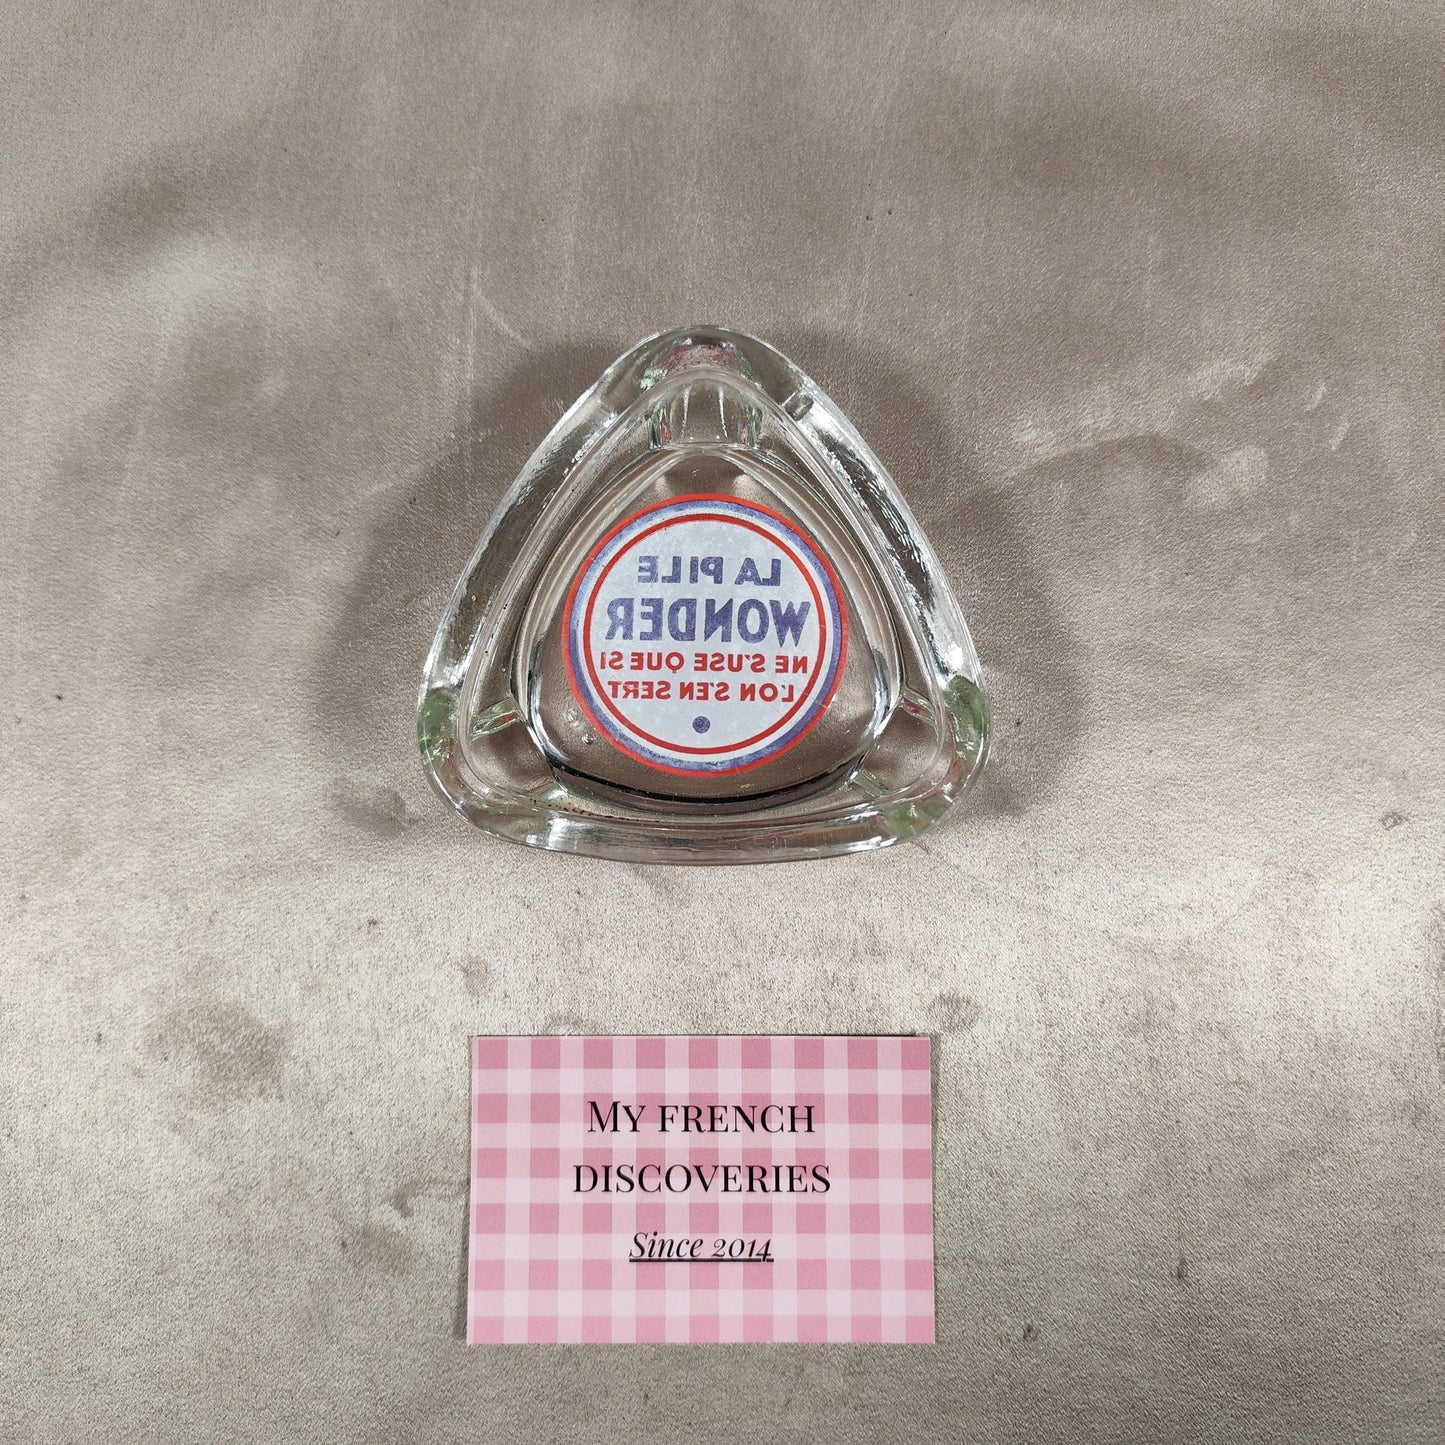 LA PILE
WONDER
NE S'USE QUE SI
L'ON S'EN SERT
My french
discoveries
Since 2014